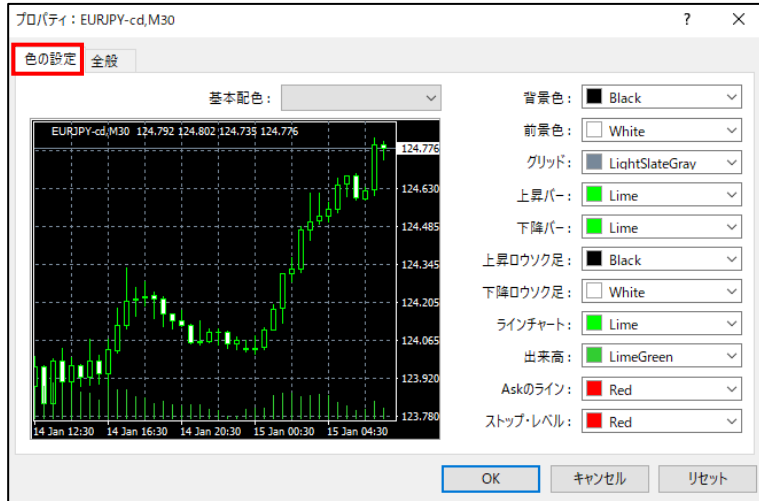 プロパティ：EURJPY-cd,M30
色の設定 全般
基本配色：
EURJPY-cd,M30 124.792 124.802 124.735 124.776
124.776
124.630
124.485
124.345
124.205
124.065
123.920
123.780
14 Jan 12:30 14 Jan 16:30 14 Jan 20:30 15 Jan 00:30 15 Jan 04:30
背景色： Black
前景色： White
グリッド： LightSlateGray
上昇バー： Lime
下降バー： Lime
上昇ロウソク足： Black
下降ロウソク足： White
ラインチャート： Lime
出来高： LimeGreen
Askのライン： Red
ストップ・レベル： Red
OK キャンセル リセット